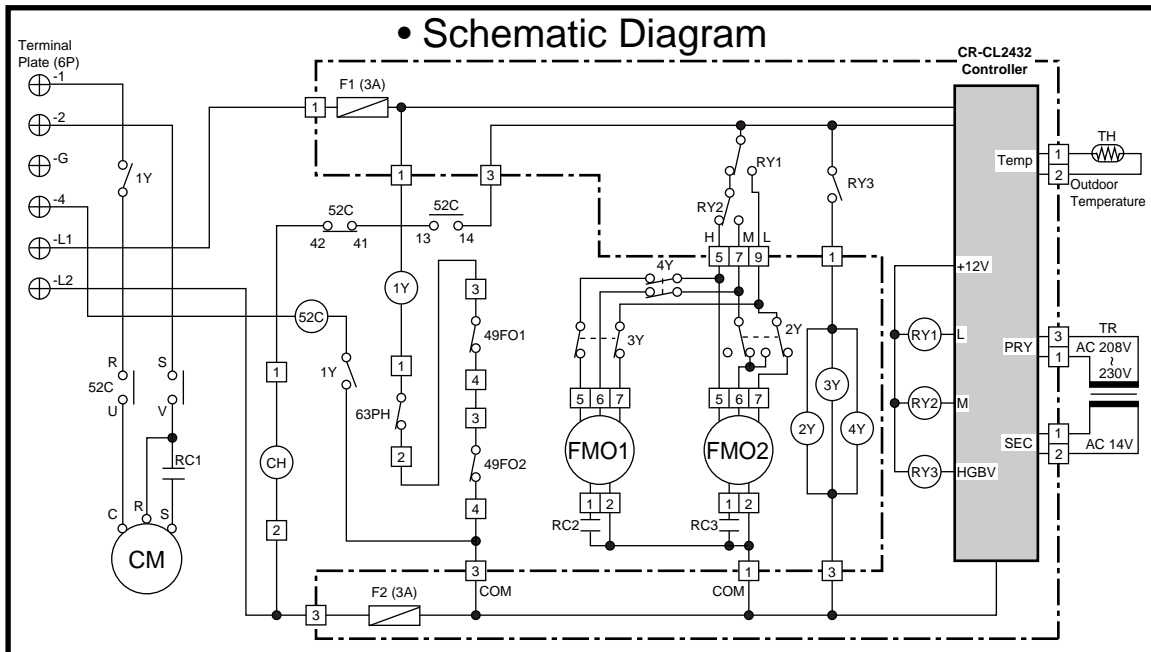 • Schematic Diagram
Terminal
Plate (6P)
CR-CL2432
Controller
-1
-2
-G
-4
-L1
-L2
1Y
F1 (3A)
1
1
3
RY1
RY2
RY3
H
M
L
5
7
9
1
Temp
1
2
TH
Outdoor
Temperature
52C
42
41
52C
13
14
1Y
52C
1Y
3
49FO1
4
3
49FO2
4
1
63PH
2
4Y
3Y
2Y
5
6
7
FMO1
1
2
RC2
5
6
7
FMO2
1
2
RC3
3Y
2Y
4Y
+12V
RY1
L
RY2
M
RY3
HGBV
PRY
3
1
TR
AC 208V
~
230V
SEC
1
2
AC 14V
R
S
52C
U
V
RC1
C
R
S
CM
1
CH
2
3
COM
1
COM
3
3
F2 (3A)